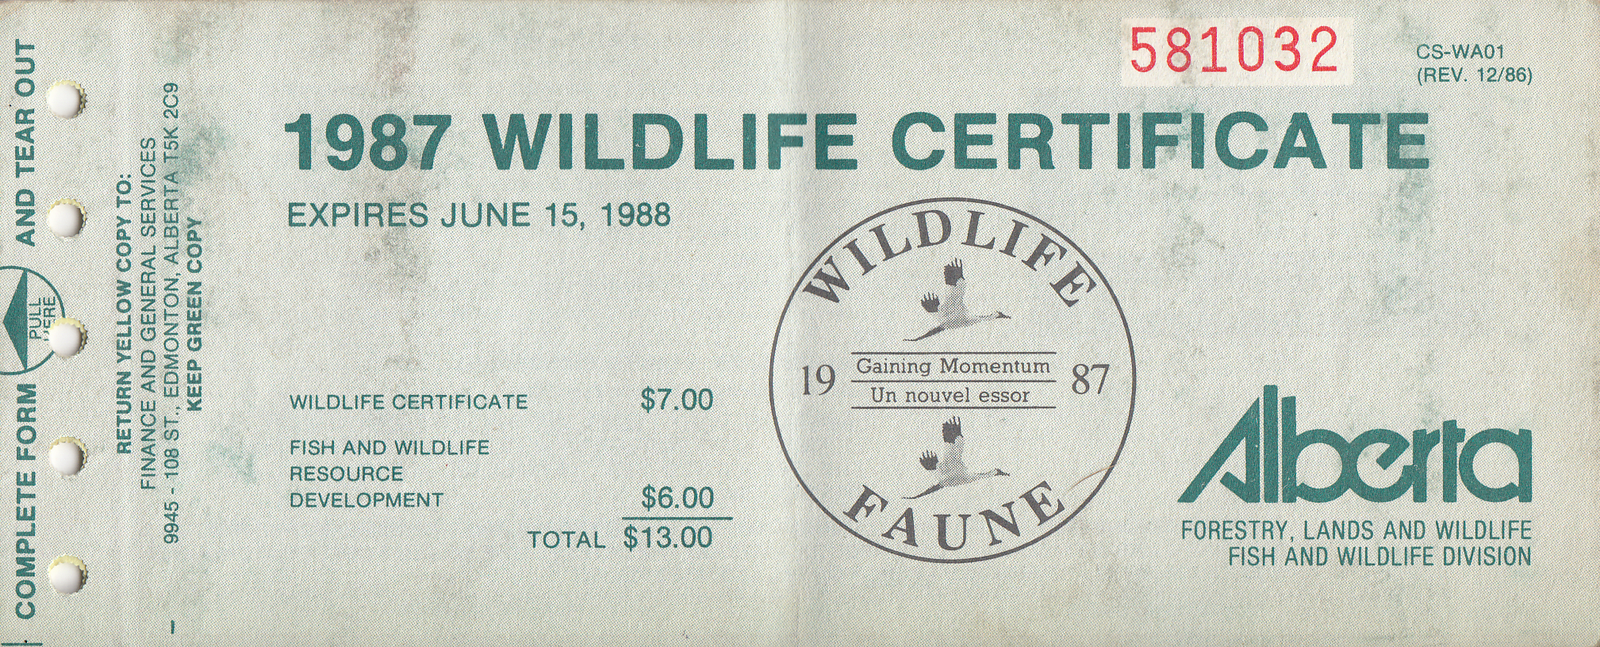 581032
CS-WA01
(REV. 12/86)
1987 WILDLIFE CERTIFICATE
EXPIRES JUNE 15, 1988
WILDLIFE CERTIFICATE $7.00
FISH AND WILDLIFE
RESOURCE
DEVELOPMENT $6.00
TOTAL $13.00
WILDLIFE
19 87
Gaining Momentum
Un nouvel essor
FAUNE
Alberta
FORESTRY, LANDS AND WILDLIFE
FISH AND WILDLIFE DIVISION
COMPLETE FORM AND TEAR OUT
PULL
HERE
RETURN YELLOW COPY TO:
FINANCE AND GENERAL SERVICES
9945 - 108 ST., EDMONTON, ALBERTA T5K 2C9
KEEP GREEN COPY